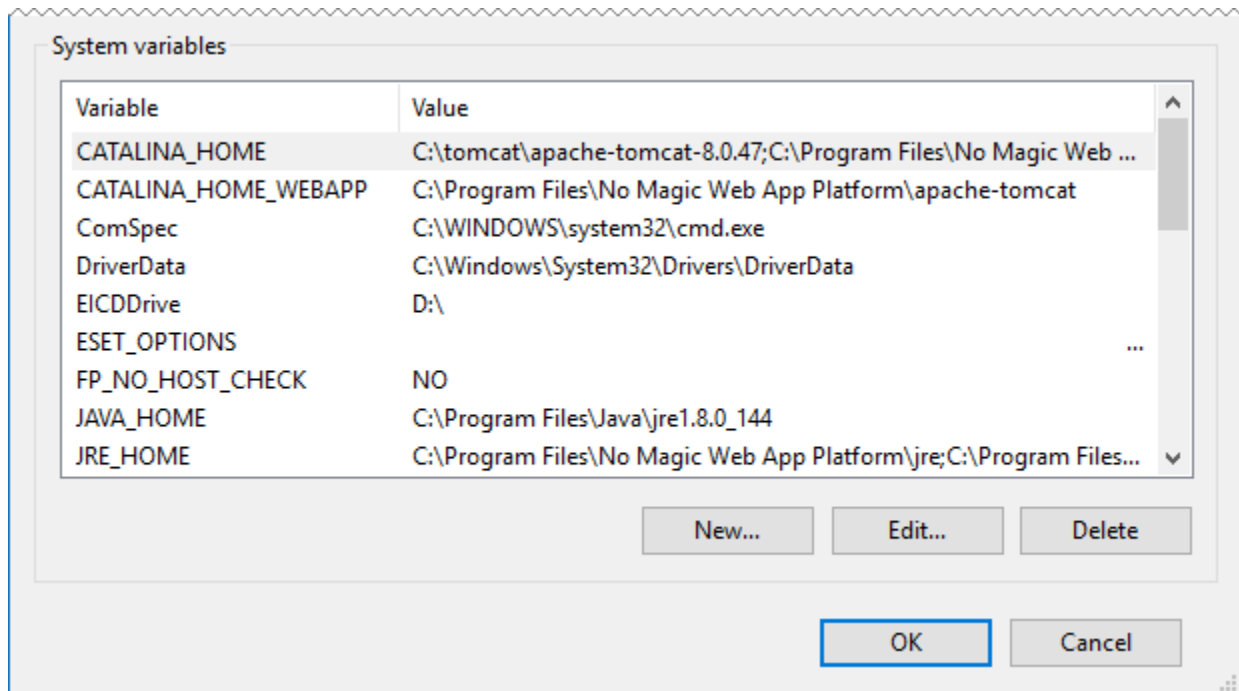 System variables
Variable Value
CATALINA_HOME C:\tomcat\apache-tomcat-8.0.47;C:\Program Files\No Magic Web ...
CATALINA_HOME_WEBAPP C:\Program Files\No Magic Web App Platform\apache-tomcat
ComSpec C:\WINDOWS\system32\cmd.exe
DriverData C:\Windows\System32\Drivers\DriverData
EICDDrive D:\
ESET_OPTIONS ...
FP_NO_HOST_CHECK NO
JAVA_HOME C:\Program Files\Java\jre1.8.0_144
JRE_HOME C:\Program Files\No Magic Web App Platform\jre;C:\Program Files...
New... Edit... Delete
OK Cancel